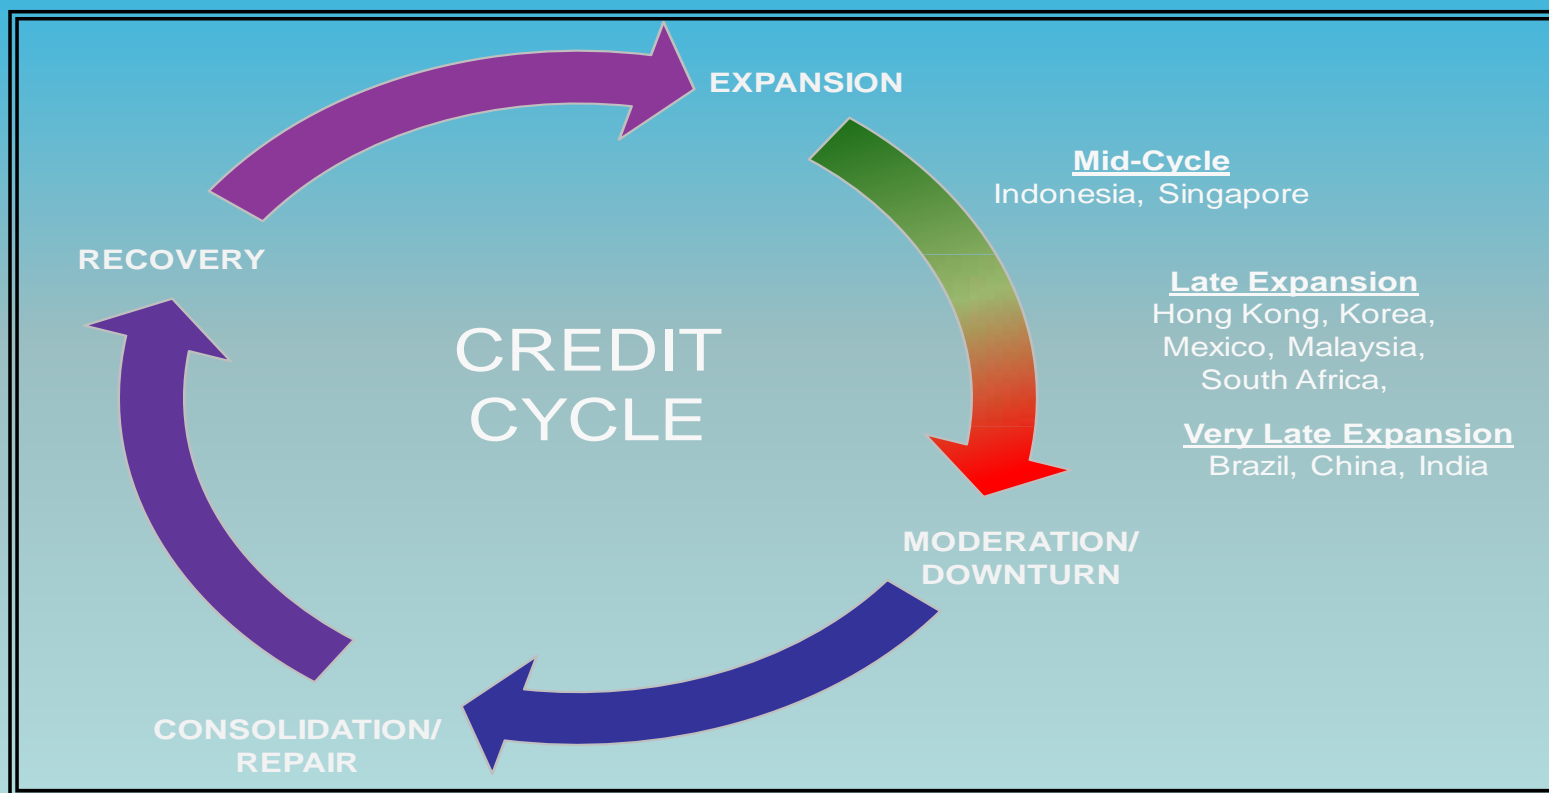 EXPANSION
Mid-Cycle
Indonesia, Singapore
RECOVERY
Late Expansion
Hong Kong, Korea,
Mexico, Malaysia,
South Africa,
CREDIT
CYCLE
Very Late Expansion
Brazil, China, India
MODERATION/
DOWNTURN
CONSOLIDATION/
REPAIR